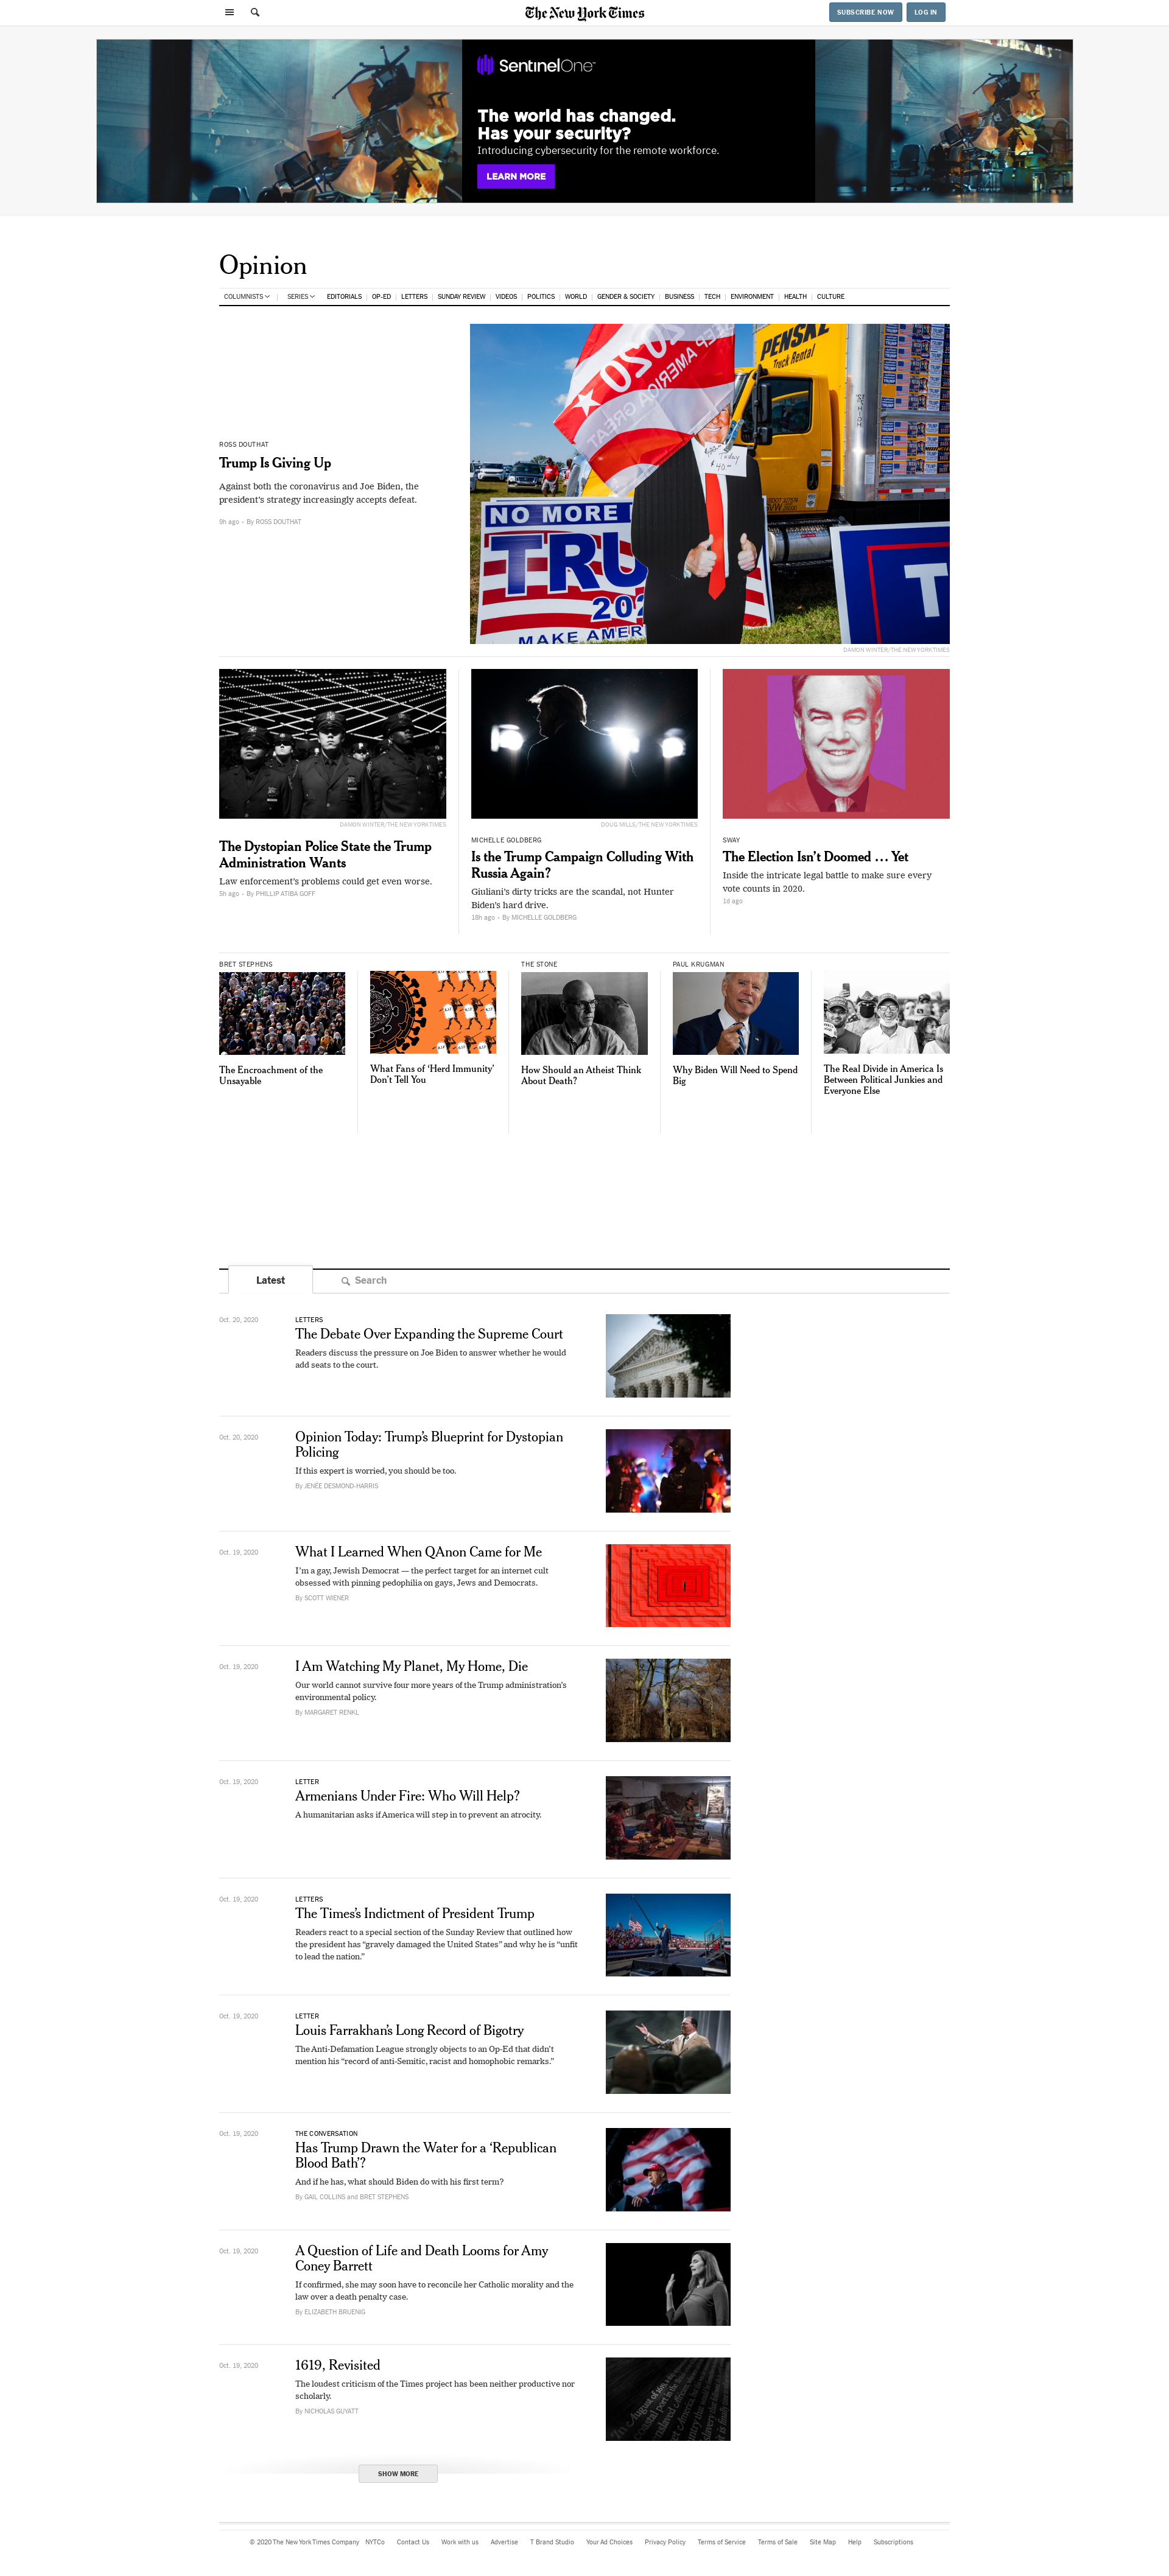 The New York Times
SUBSCRIBE NOW
LOG IN
SentinelOne
The world has changed.
Has your security?
Introducing cybersecurity for the remote workforce.
LEARN MORE
Opinion
COLUMNISTS | SERIES EDITORIALS | OP-ED | LETTERS | SUNDAY REVIEW | VIDEOS | POLITICS | WORLD | GENDER & SOCIETY | BUSINESS | TECH | ENVIRONMENT | HEALTH | CULTURE
ROSS DOUTHAT
Trump Is Giving Up
Against both the coronavirus and Joe Biden, the
president's strategy increasingly accepts defeat.
9h ago • By ROSS DOUTHAT
2020
PENSKE
Truck Rental
NO MORE
TRU
202
MAKE AMER
T
DAMON WINTER/THE NEW YORK TIMES
DAMON WINTER/THE NEW YORK TIMES
The Dystopian Police State the Trump
Administration Wants
Law enforcement's problems could get even worse.
5h ago • By PHILLIP ATIBA GOFF
DOUG MILLS/THE NEW YORK TIMES
MICHELLE GOLDBERG
Is the Trump Campaign Colluding With
Russia Again?
Giuliani's dirty tricks are the scandal, not Hunter
Biden's hard drive.
18h ago • By MICHELLE GOLDBERG
SWAY
The Election Isn't Doomed … Yet
Inside the intricate legal battle to make sure every
vote counts in 2020.
1d ago
BRET STEPHENS
The Encroachment of the
Unsayable
What Fans of ‘Herd Immunity’
Don't Tell You
THE STONE
How Should an Atheist Think
About Death?
PAUL KRUGMAN
Why Biden Will Need to Spend
Big
The Real Divide in America Is
Between Political Junkies and
Everyone Else
Latest
Search
Oct. 20, 2020
LETTERS
The Debate Over Expanding the Supreme Court
Readers discuss the pressure on Joe Biden to answer whether he would
add seats to the court.
Oct. 20, 2020
Opinion Today: Trump's Blueprint for Dystopian
Policing
If this expert is worried, you should be too.
By JENÉE DESMOND-HARRIS
Oct. 19, 2020
What I Learned When QAnon Came for Me
I'm a gay, Jewish Democrat — the perfect target for an internet cult
obsessed with pinning pedophilia on gays, Jews and Democrats.
By SCOTT WIENER
Oct. 19, 2020
I Am Watching My Planet, My Home, Die
Our world cannot survive four more years of the Trump administration's
environmental policy.
By MARGARET RENKL
Oct. 19, 2020
LETTER
Armenians Under Fire: Who Will Help?
A humanitarian asks if America will step in to prevent an atrocity.
Oct. 19, 2020
LETTERS
The Times's Indictment of President Trump
Readers react to a special section of the Sunday Review that outlined how
the president has “gravely damaged the United States” and why he is “unfit
to lead the nation.”
Oct. 19, 2020
LETTER
Louis Farrakhan's Long Record of Bigotry
The Anti-Defamation League strongly objects to an Op-Ed that didn't
mention his “record of anti-Semitic, racist and homophobic remarks.”
Oct. 19, 2020
THE CONVERSATION
Has Trump Drawn the Water for a ‘Republican
Blood Bath’?
And if he has, what should Biden do with his first term?
By GAIL COLLINS and BRET STEPHENS
Oct. 19, 2020
A Question of Life and Death Looms for Amy
Coney Barrett
If confirmed, she may soon have to reconcile her Catholic morality and the
law over a death penalty case.
By ELIZABETH BRUENIG
Oct. 19, 2020
1619, Revisited
The loudest criticism of the Times project has been neither productive nor
scholarly.
By NICHOLAS GUYATT
SHOW MORE
© 2020 The New York Times Company NYTCo Contact Us Work with us Advertise T Brand Studio Your Ad Choices Privacy Policy Terms of Service Terms of Sale Site Map Help Subscriptions